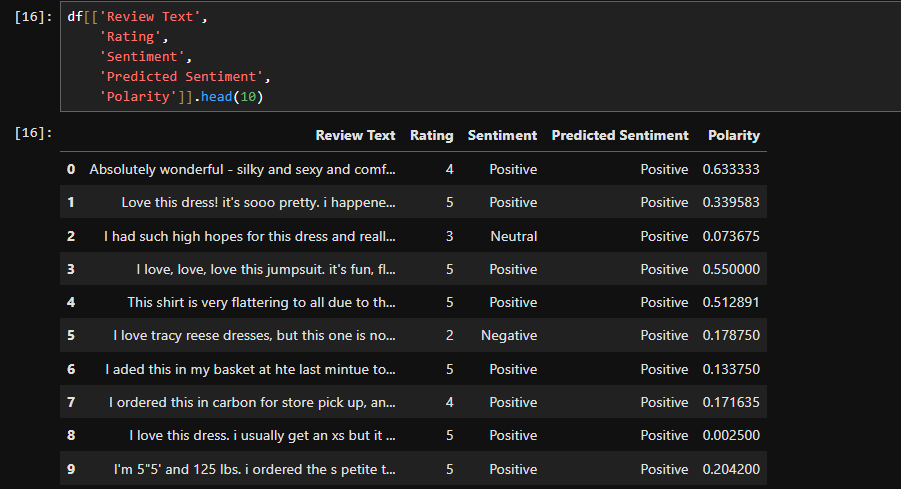 [16]: df[['Review Text',
'Rating',
'Sentiment',
'Predicted Sentiment',
'Polarity']].head(10)
[16]:
Review Text Rating Sentiment Predicted Sentiment Polarity
0 Absolutely wonderful - silky and sexy and comf... 4 Positive Positive 0.633333
1 Love this dress! it's sooo pretty. i happene... 5 Positive Positive 0.339583
2 I had such high hopes for this dress and reall... 3 Neutral Positive 0.073675
3 I love, love, love this jumpsuit. it's fun, fl... 5 Positive Positive 0.550000
4 This shirt is very flattering to all due to th... 5 Positive Positive 0.512891
5 I love tracy reese dresses, but this one is no... 2 Negative Positive 0.178750
6 I aded this in my basket at hte last mintue to... 5 Positive Positive 0.133750
7 I ordered this in carbon for store pick up, an... 4 Positive Positive 0.171635
8 I love this dress. i usually get an xs but it ... 5 Positive Positive 0.002500
9 I'm 5"5' and 125 lbs. i ordered the s petite t... 5 Positive Positive 0.204200